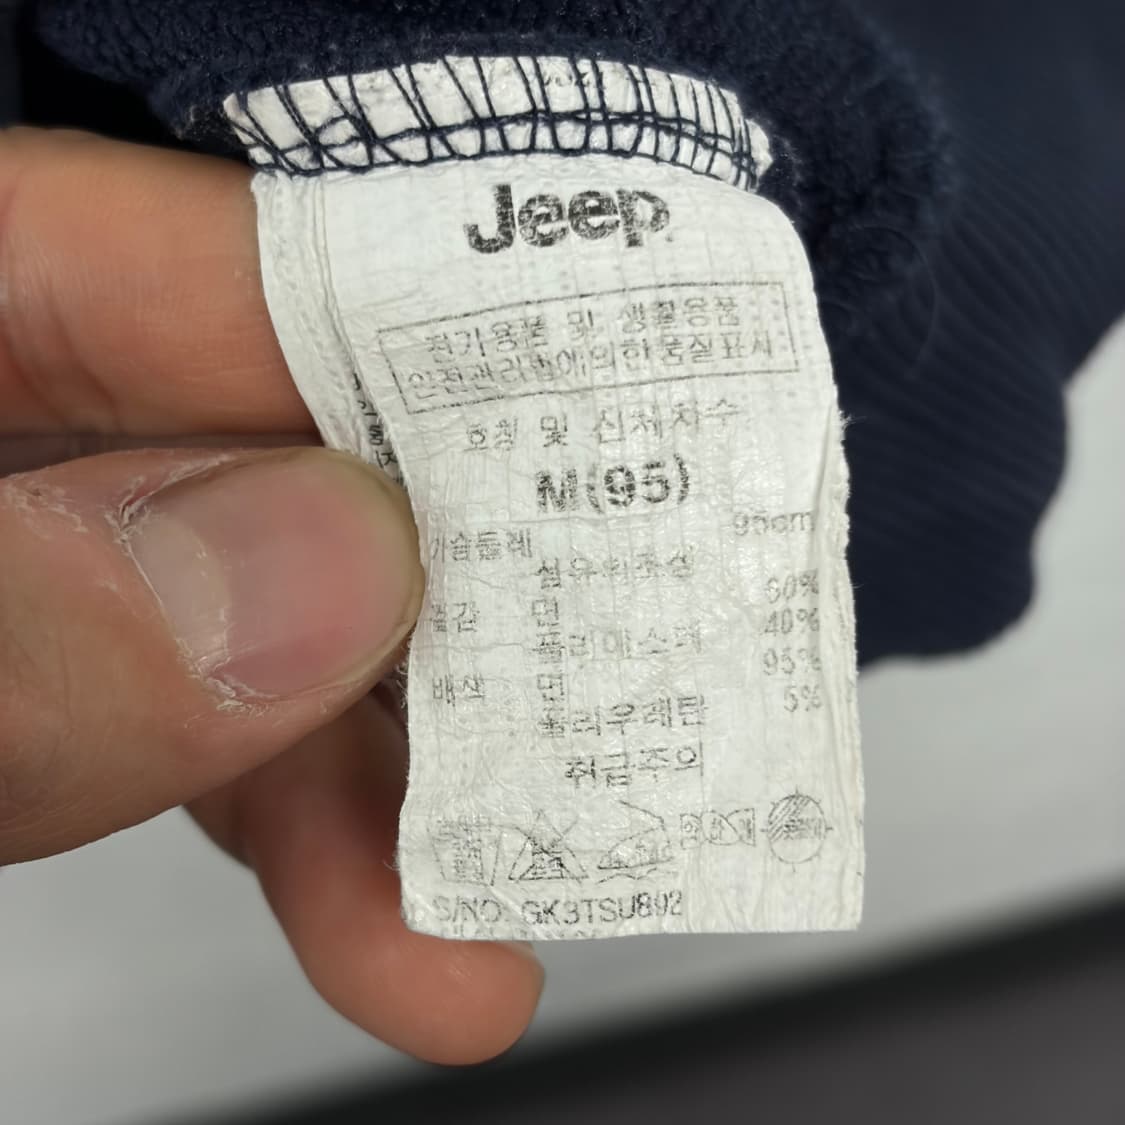 Jeep
전기용품 및 생활용품
안전관리법에의한품질표시
호칭 및 신체치수
M(95)
가슴둘레 95cm
섬유의조성
겉감 면 60%
폴리에스터 40%
배색 면 95%
폴리우레탄 5%
취급주의
S/NO: GK3TSU892